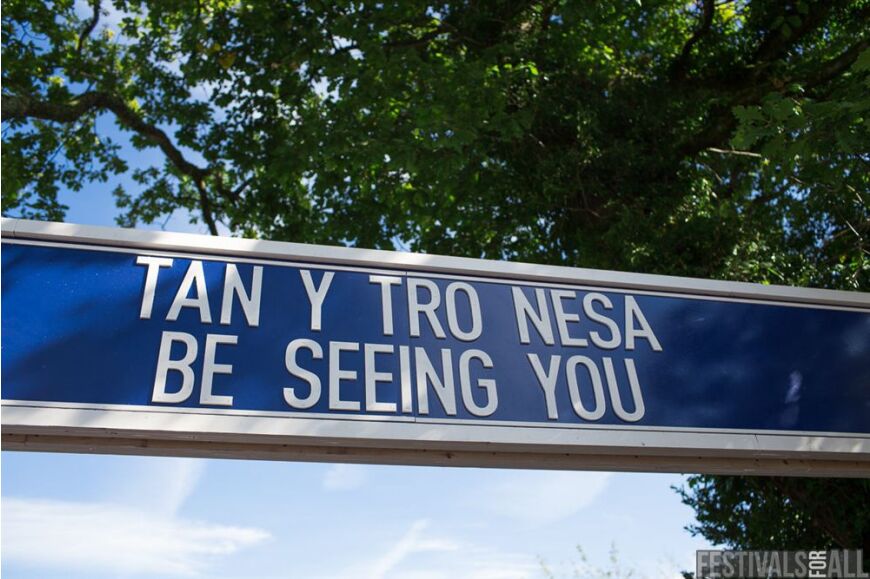 TAN Y TRO NESA
BE SEEING YOU
FESTIVALS FOR ALL